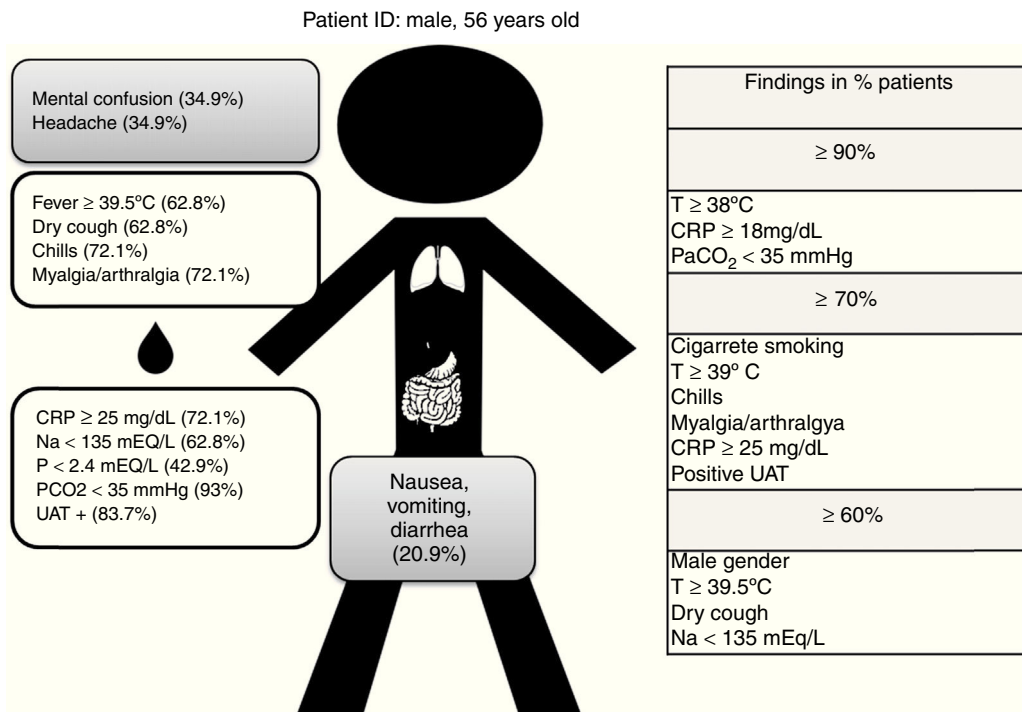 Patient ID: male, 56 years old
Mental confusion (34.9%)
Headache (34.9%)
Fever ≥ 39.5ºC (62.8%)
Dry cough (62.8%)
Chills (72.1%)
Myalgia/arthralgia (72.1%)
CRP ≥ 25 mg/dL (72.1%)
Na < 135 mEQ/L (62.8%)
P < 2.4 mEQ/L (42.9%)
PCO2 < 35 mmHg (93%)
UAT + (83.7%)
Nausea,
vomiting,
diarrhea
(20.9%)
Findings in % patients
≥ 90%
T ≥ 38ºC
CRP ≥ 18mg/dL
PaCO₂ < 35 mmHg
≥ 70%
Cigarrete smoking
T ≥ 39º C
Chills
Myalgia/arthralgya
CRP ≥ 25 mg/dL
Positive UAT
≥ 60%
Male gender
T ≥ 39.5ºC
Dry cough
Na < 135 mEq/L